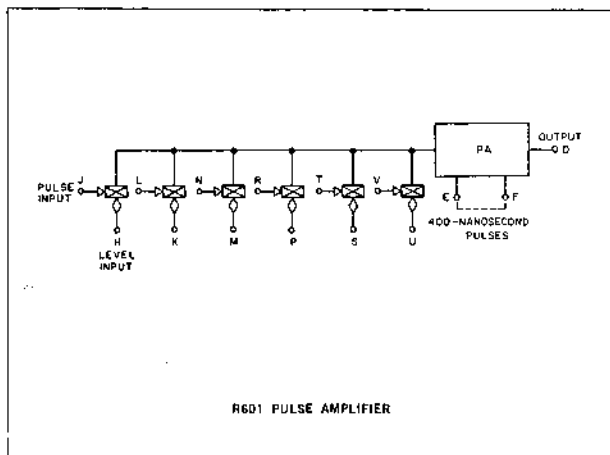 OUTPUT
D
PA
J L N R T V
PULSE
INPUT
E F
400-NANOSECOND
PULSES
H K M P S U
LEVEL
INPUT
R601 PULSE AMPLIFIER